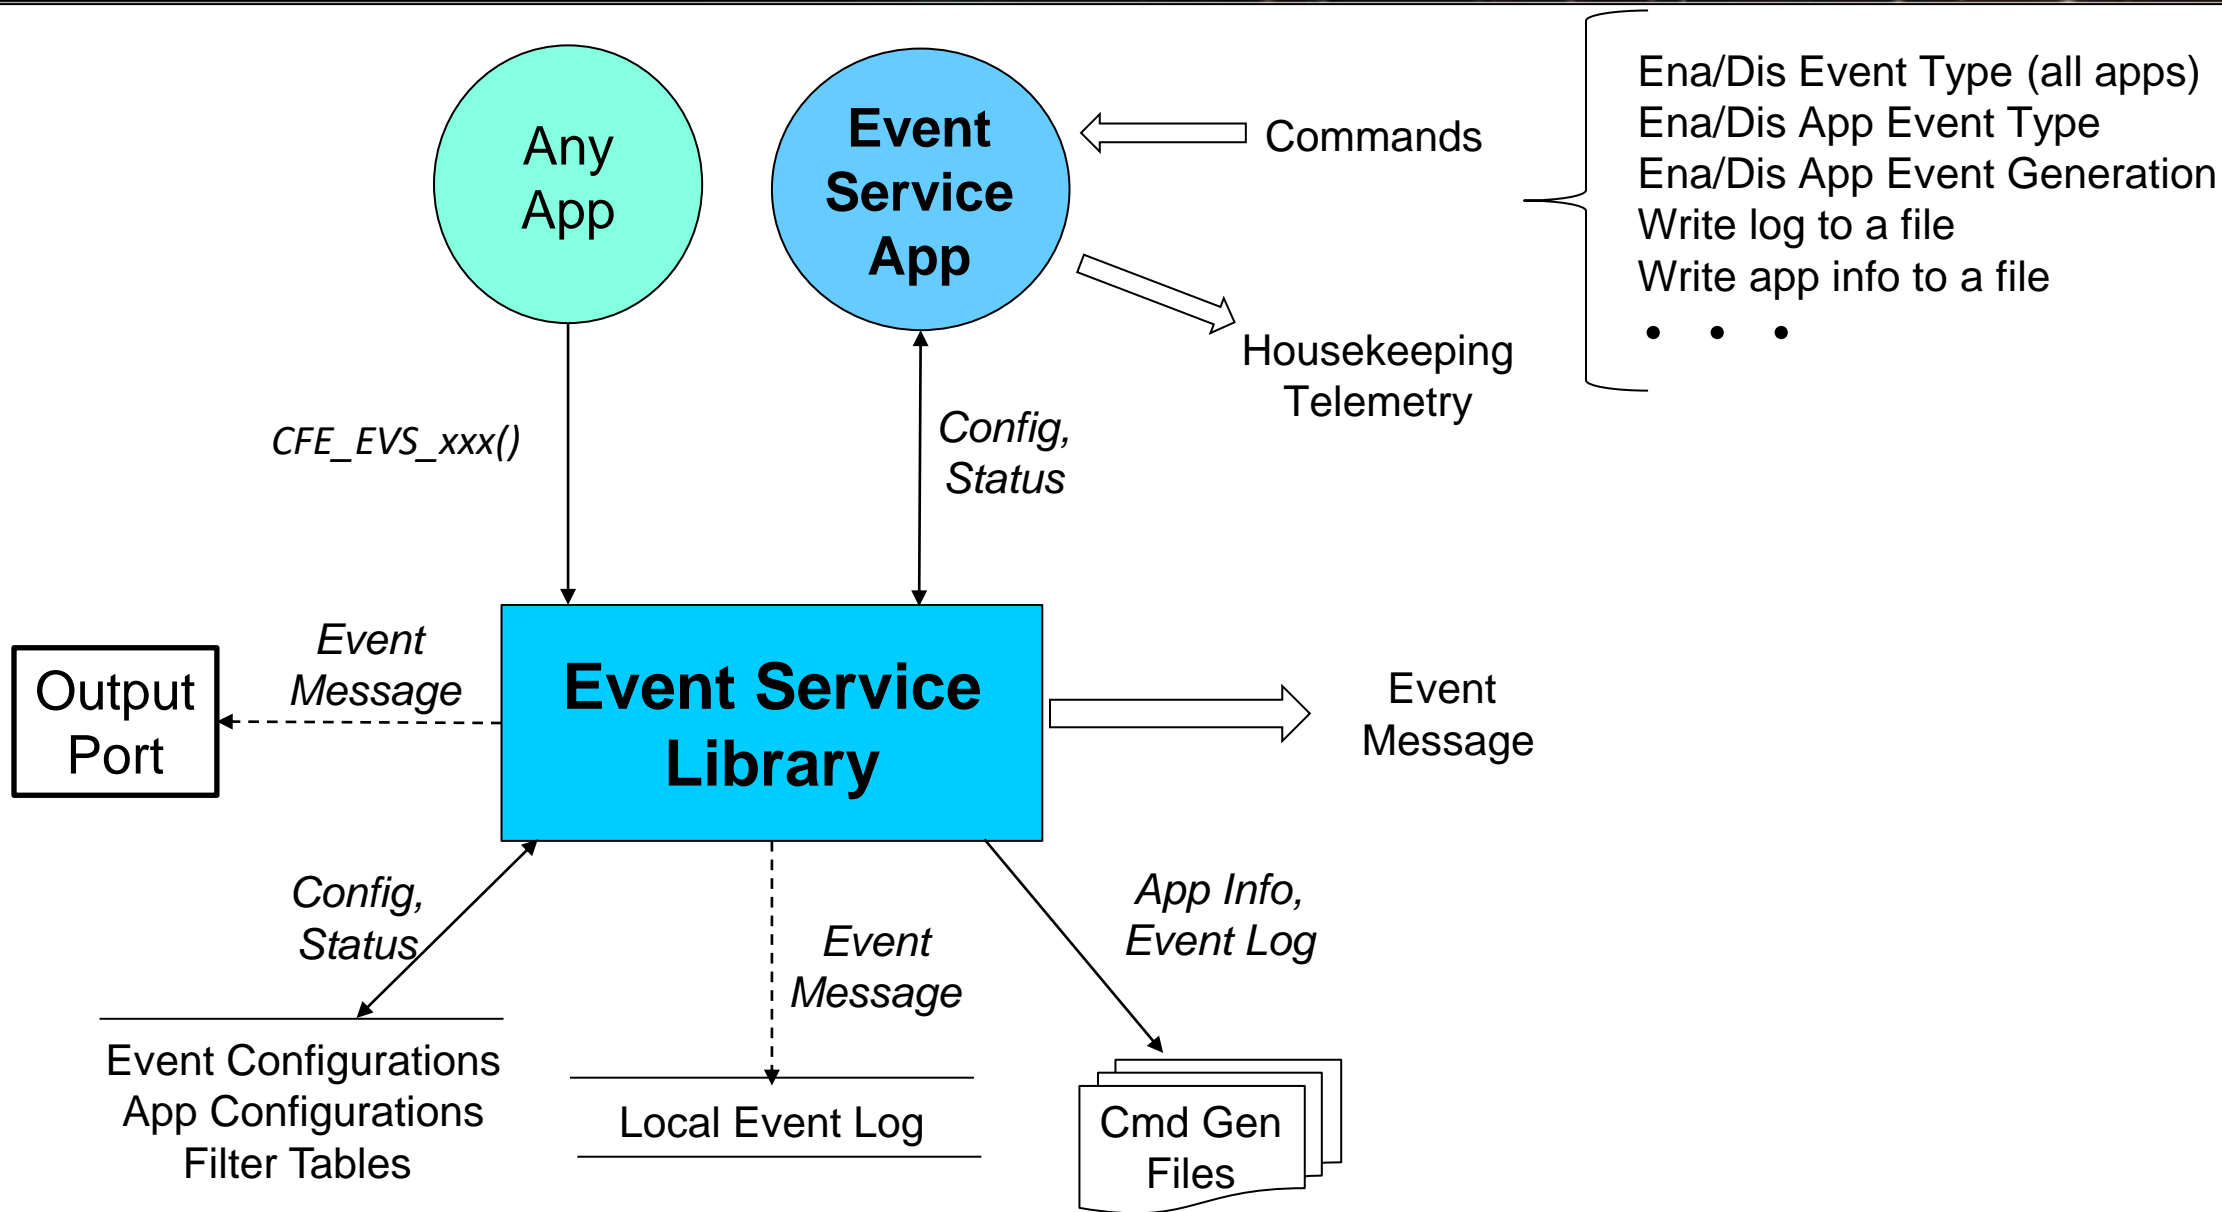 Any
App
Event
Service
App
Commands
Ena/Dis Event Type (all apps)
Ena/Dis App Event Type
Ena/Dis App Event Generation
Write log to a file
Write app info to a file
• • •
Housekeeping
Telemetry
CFE_EVS_xxx()
Config,
Status
Output
Port
Event
Message
Event Service
Library
Event
Message
Config,
Status
Event
Message
App Info,
Event Log
Event Configurations
App Configurations
Filter Tables
Local Event Log
Cmd Gen
Files